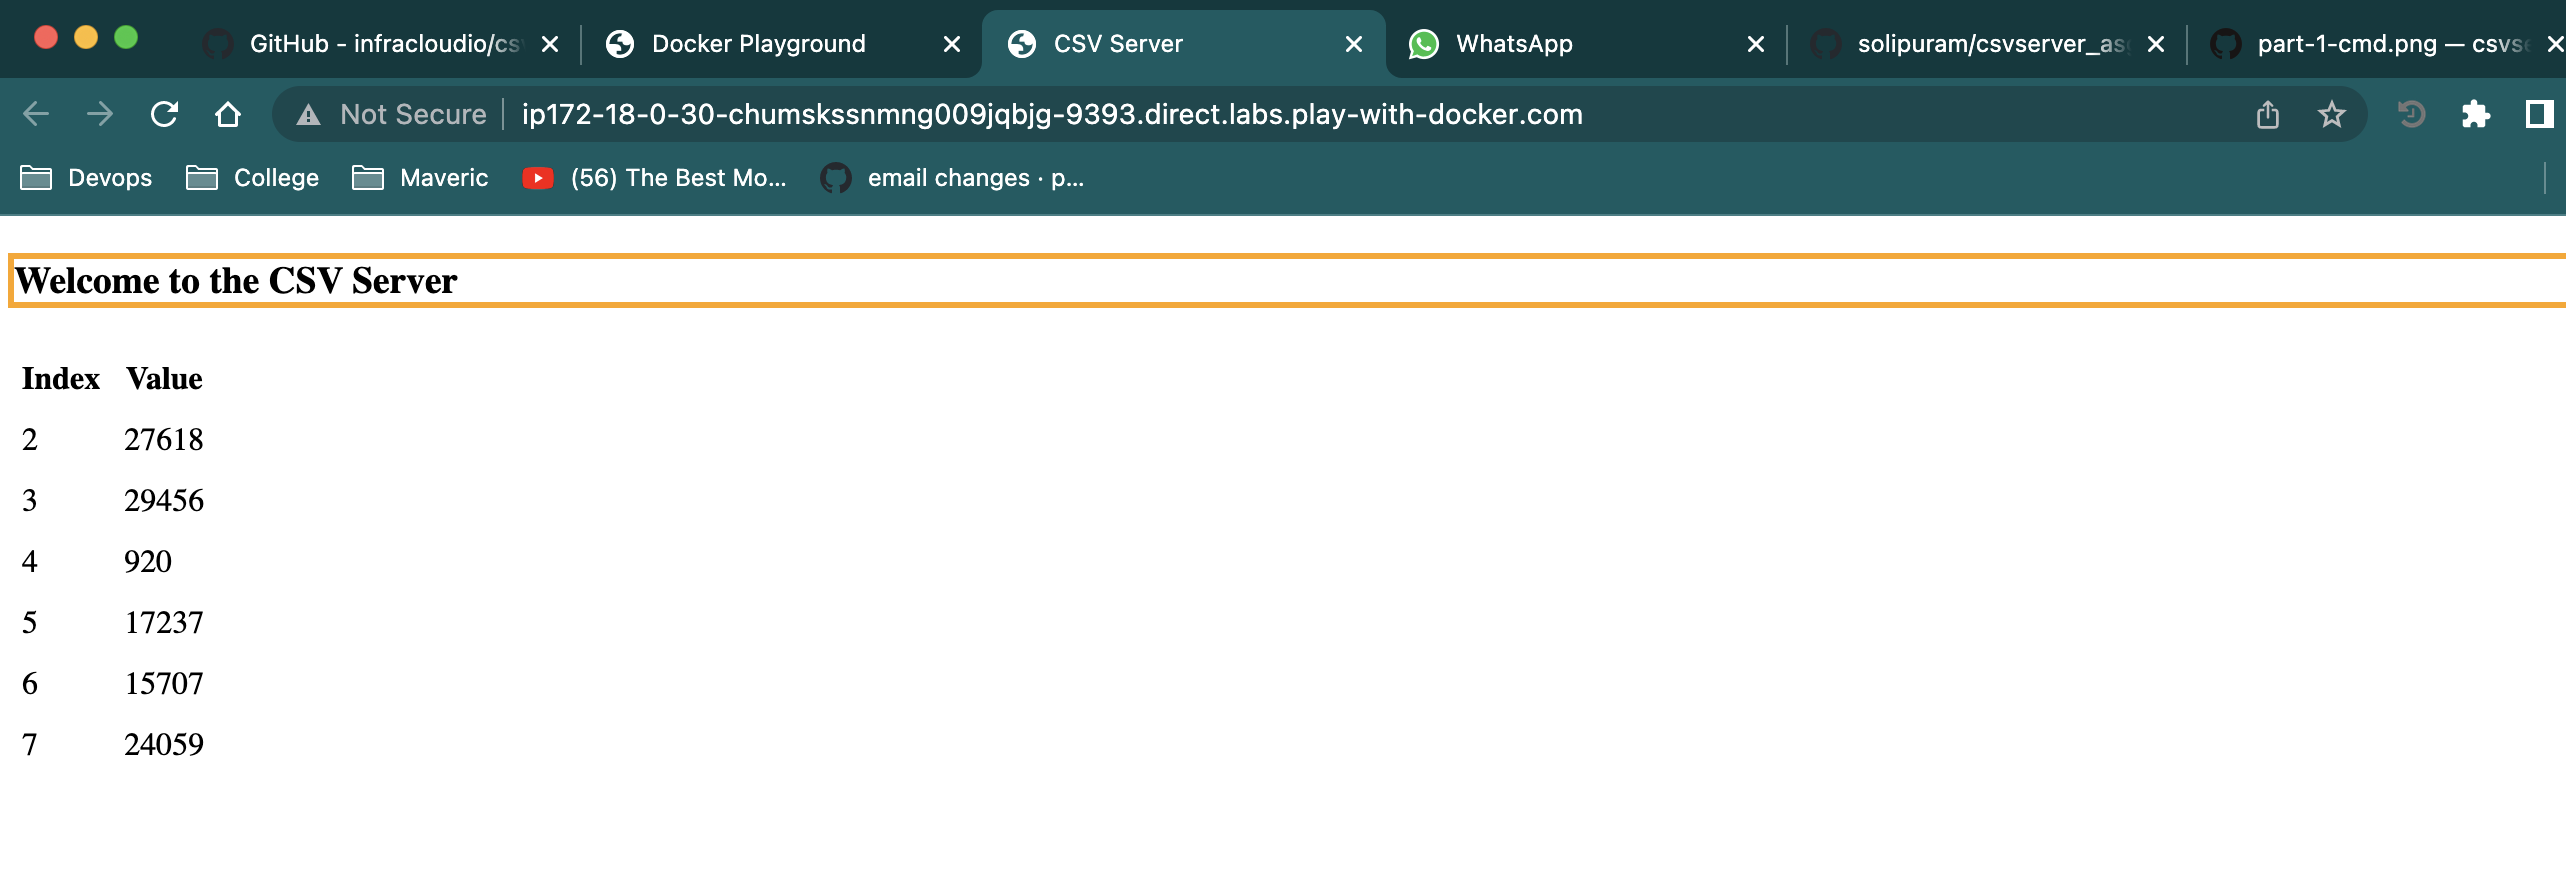 GitHub - infracloudio/csv Docker Playground CSV Server WhatsApp solipuram/csvserver_as part-1-cmd.png — csvse
Not Secure ip172-18-0-30-chumskssnmng009jqbjg-9393.direct.labs.play-with-docker.com
Devops College Maveric (56) The Best Mo... email changes · p...
Welcome to the CSV Server
Index Value
2 27618
3 29456
4 920
5 17237
6 15707
7 24059